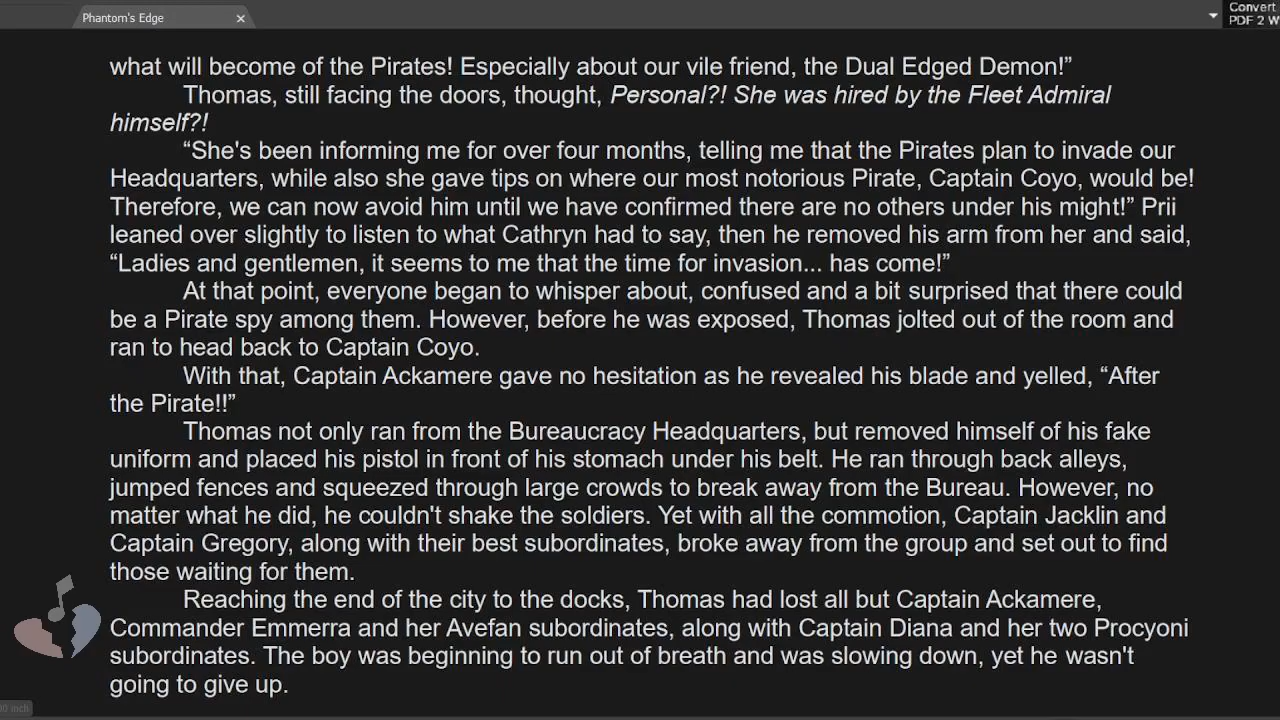 Phantom's Edge
Convert
PDF 2 W
what will become of the Pirates! Especially about our vile friend, the Dual Edged Demon!”
Thomas, still facing the doors, thought, Personal?! She was hired by the Fleet Admiral
himself?!
“She's been informing me for over four months, telling me that the Pirates plan to invade our
Headquarters, while also she gave tips on where our most notorious Pirate, Captain Coyo, would be!
Therefore, we can now avoid him until we have confirmed there are no others under his might!” Prii
leaned over slightly to listen to what Cathryn had to say, then he removed his arm from her and said,
“Ladies and gentlemen, it seems to me that the time for invasion... has come!”
At that point, everyone began to whisper about, confused and a bit surprised that there could
be a Pirate spy among them. However, before he was exposed, Thomas jolted out of the room and
ran to head back to Captain Coyo.
With that, Captain Ackamere gave no hesitation as he revealed his blade and yelled, “After
the Pirate!!”
Thomas not only ran from the Bureaucracy Headquarters, but removed himself of his fake
uniform and placed his pistol in front of his stomach under his belt. He ran through back alleys,
jumped fences and squeezed through large crowds to break away from the Bureau. However, no
matter what he did, he couldn't shake the soldiers. Yet with all the commotion, Captain Jacklin and
Captain Gregory, along with their best subordinates, broke away from the group and set out to find
those waiting for them.
Reaching the end of the city to the docks, Thomas had lost all but Captain Ackamere,
Commander Emmerra and her Avefan subordinates, along with Captain Diana and her two Procyoni
subordinates. The boy was beginning to run out of breath and was slowing down, yet he wasn't
going to give up.